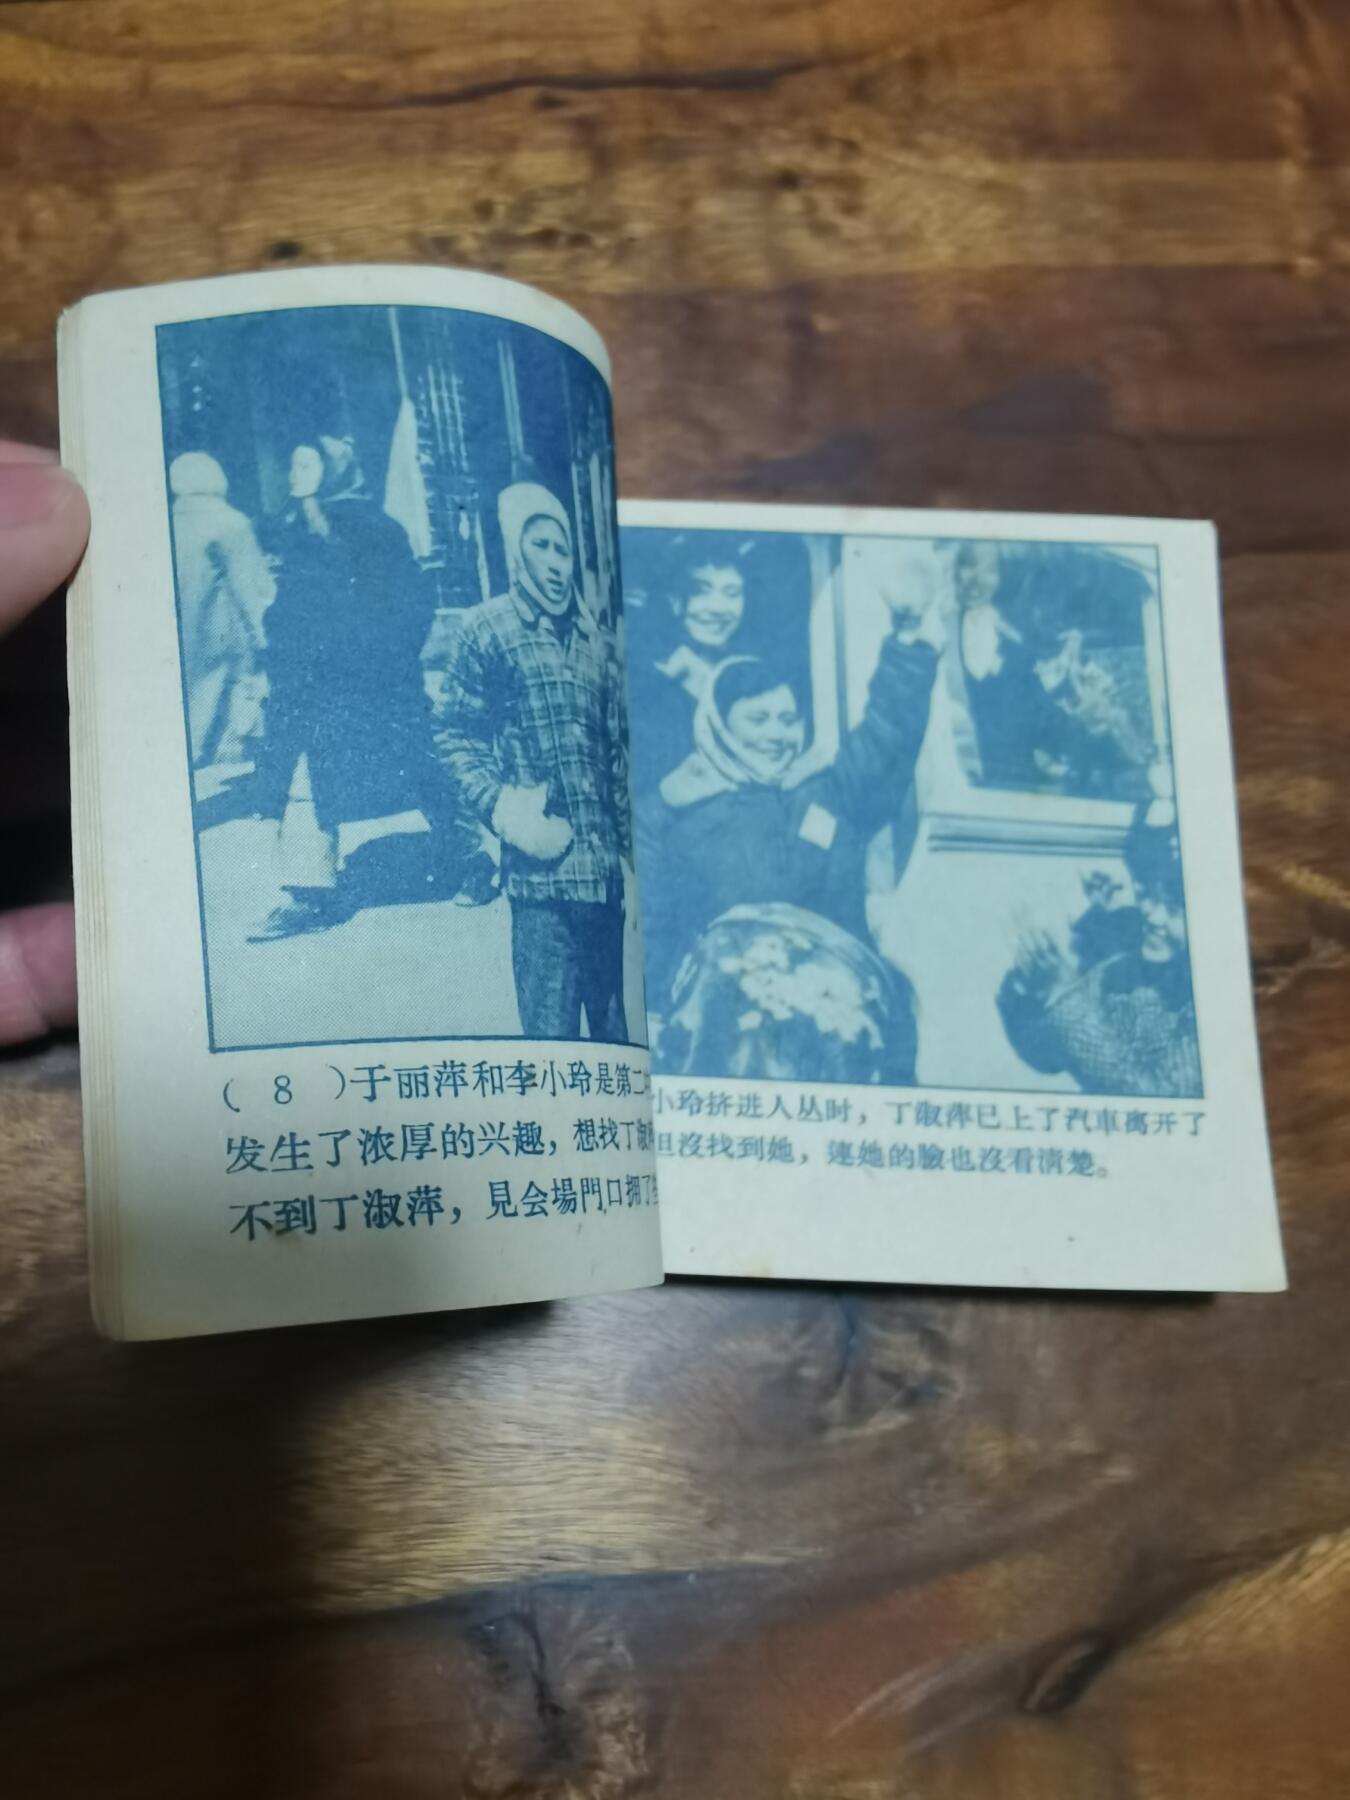 ( 8 )于丽萍和李小玲是第二
发生了浓厚的兴趣，想找丁淑
不到丁淑萍，見会場門口拥了
小玲挤进人丛时，丁淑萍已上了汽車离开了
但沒找到她，連她的臉也沒看清楚。